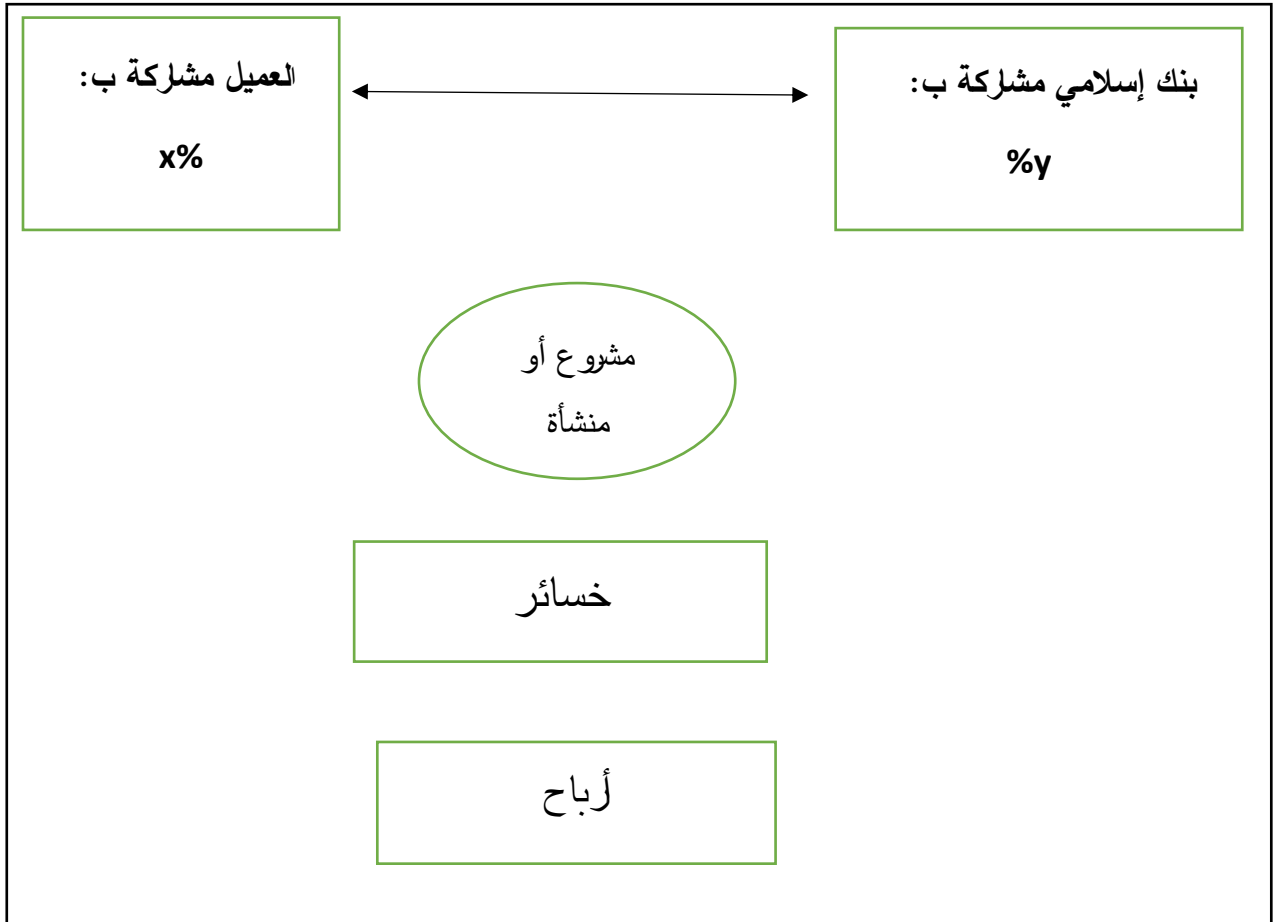 بنك إسلامي مشاركة ب:
%y
العميل مشاركة ب:
x%
مشروع أو
منشأة
خسائر
أرباح